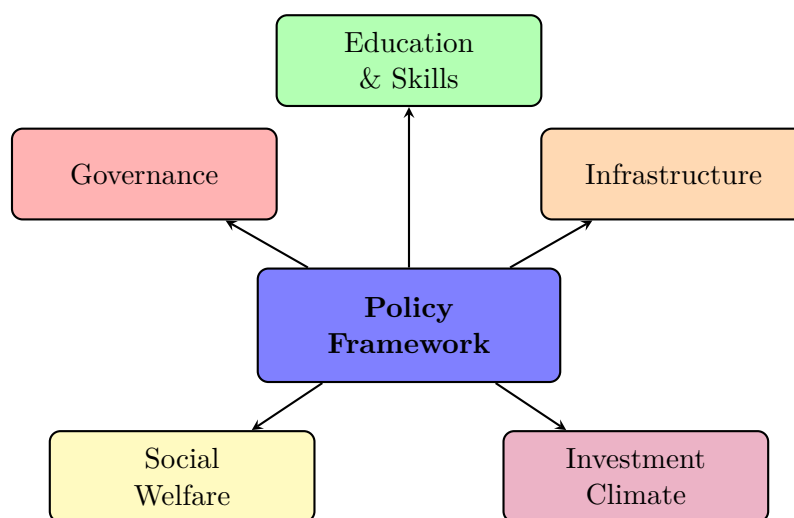 Education
& Skills
Governance
Infrastructure
Policy
Framework
Social
Welfare
Investment
Climate